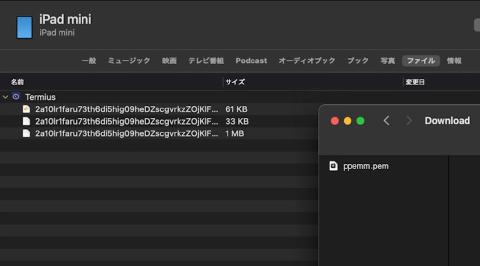 iPad mini
iPad mini
一般 ミュージック 映画 テレビ番組 Podcast オーディオブック ブック 写真 ファイル 情報
名前 サイズ 変更日
Termius
2a10lr1faru73th6di5hig09heDZscgvrkzZOjKlF... 61 KB
2a10lr1faru73th6di5hig09heDZscgvrkzZOjKlF... 33 KB
2a10lr1faru73th6di5hig09heDZscgvrkzZOjKlF... 1 MB
Download
ppemm.pem